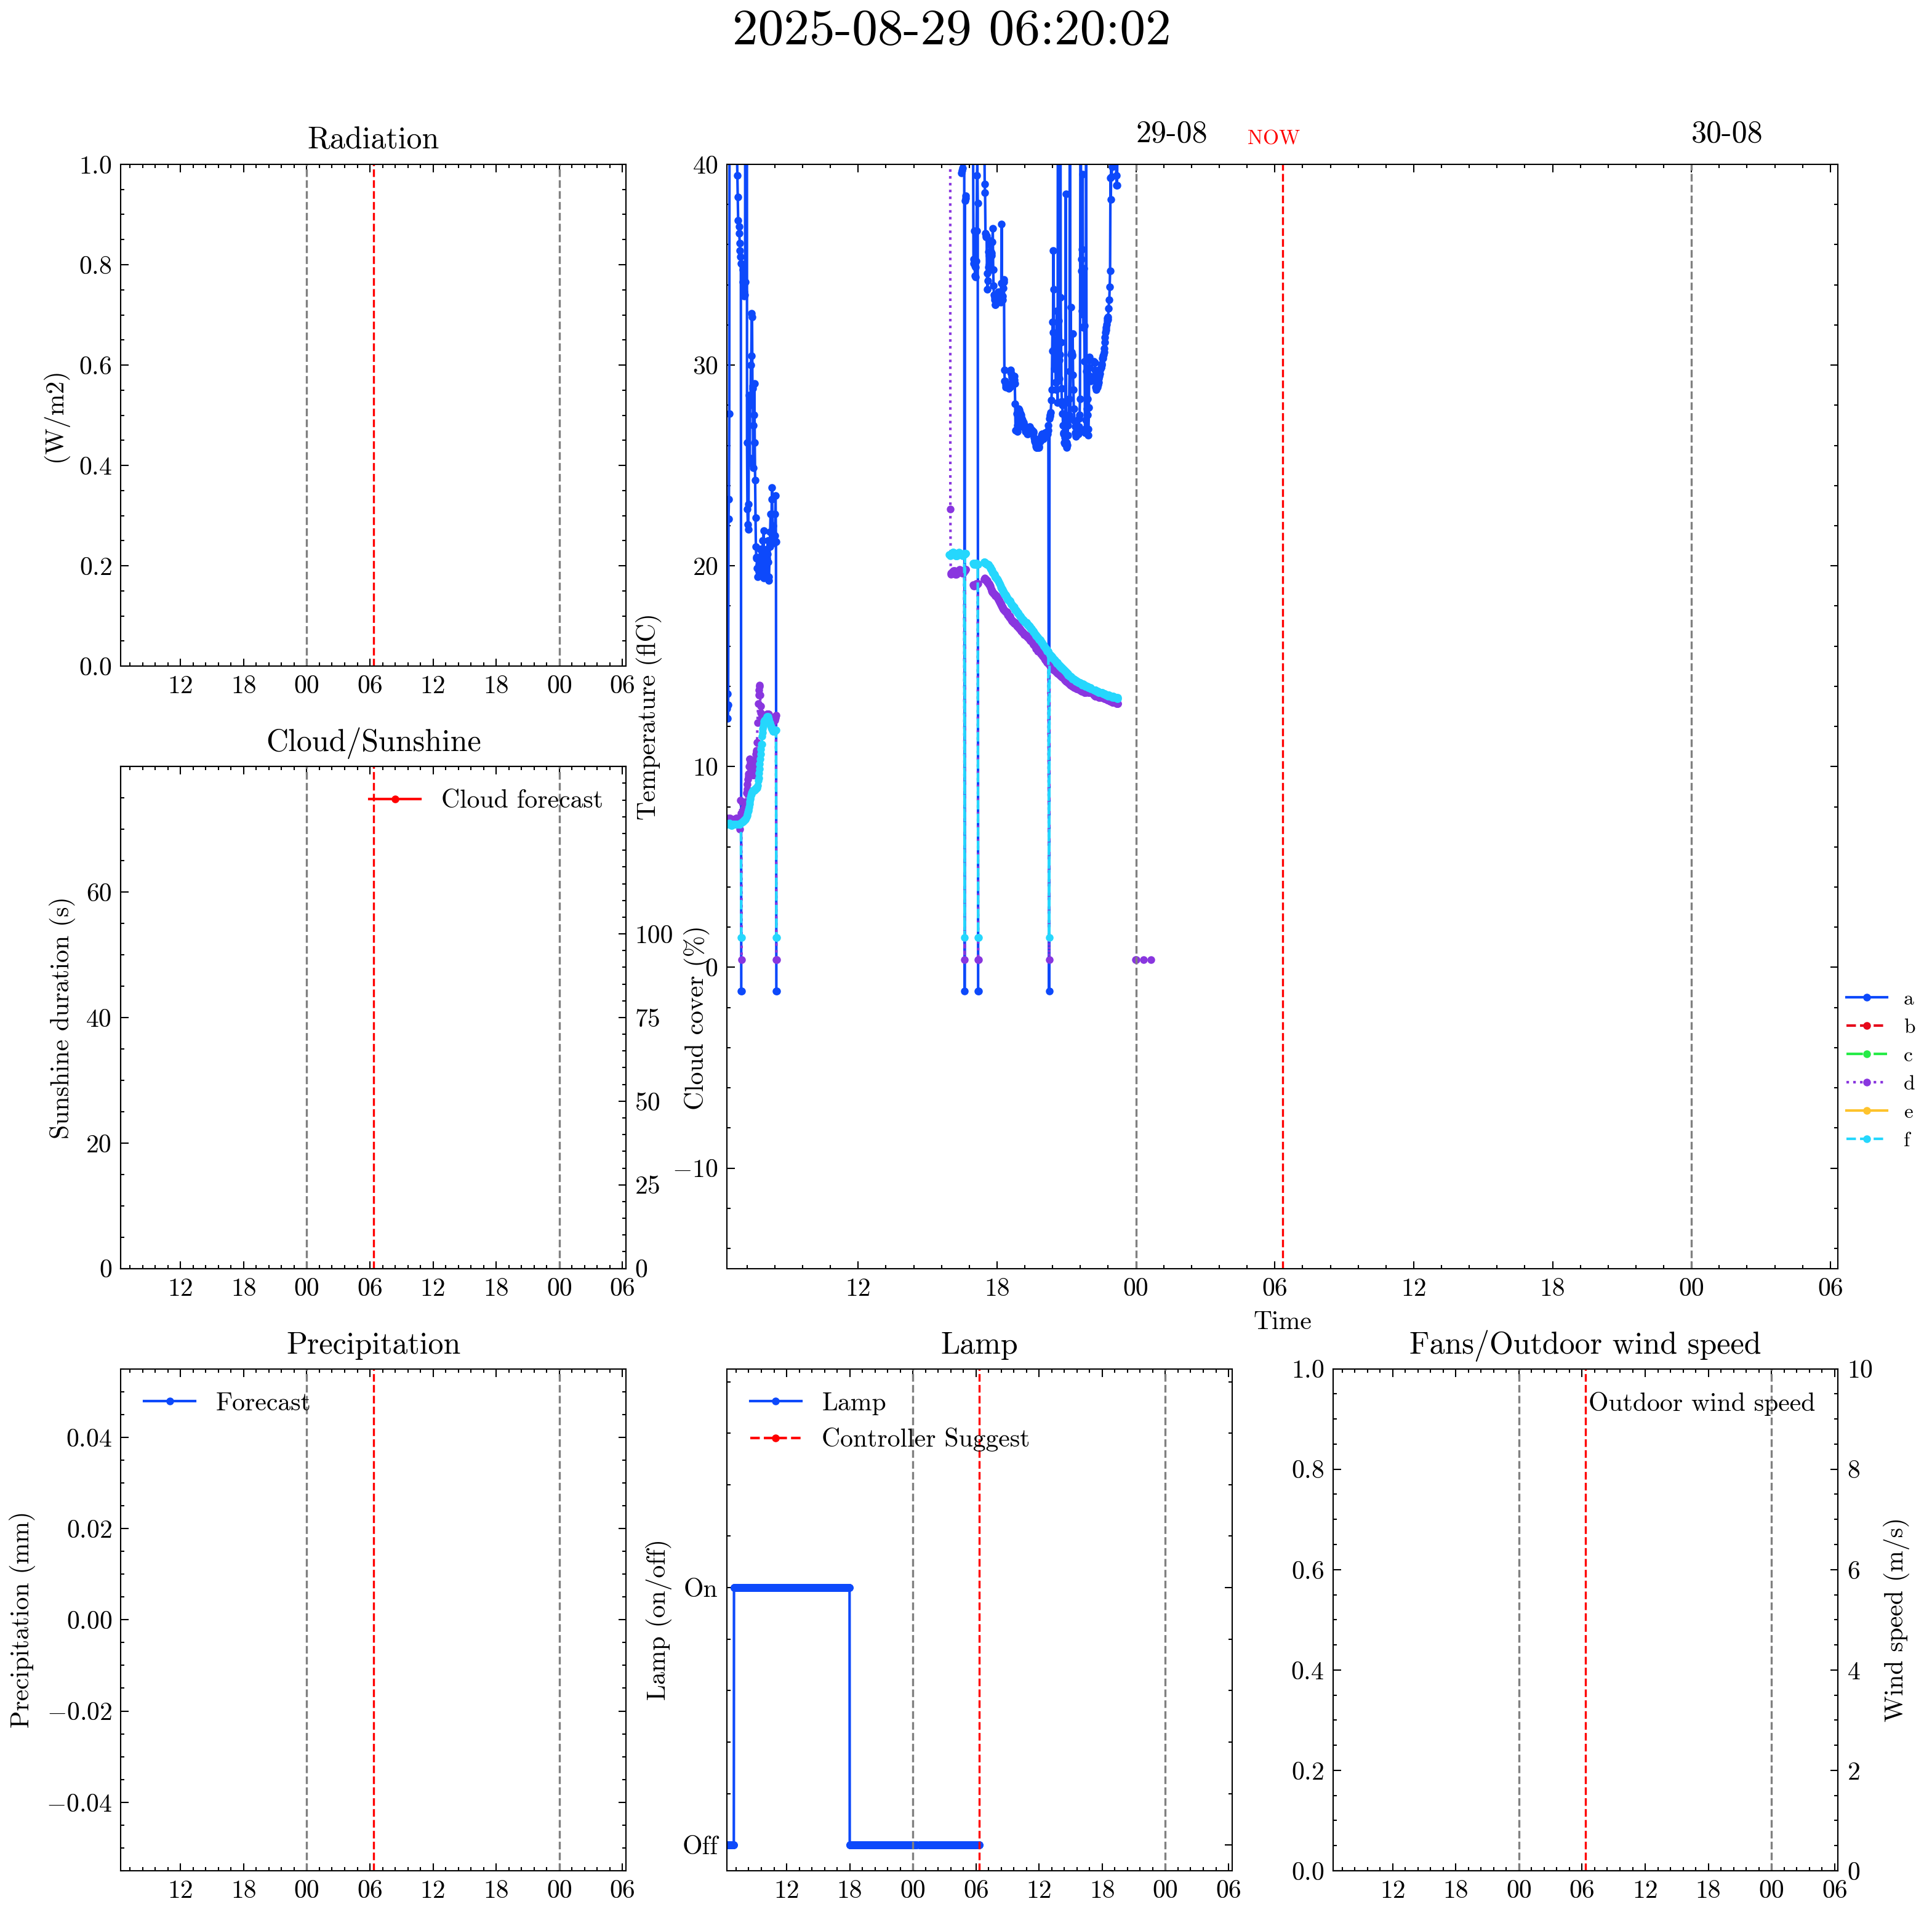 2025-08-29 06:20:02
Radiation
29-08
NOW
30-08
1.0
0.8
0.6
0.4
0.2
0.0
(W/m2)
12 18 00 06 12 18 00 06
Cloud/Sunshine
Cloud forecast
60
40
20
0
Sunshine duration (s)
100
75
50
25
0
Cloud cover (%)
12 18 00 06 12 18 00 06
Temperature (flC)
40
30
20
10
0
−10
12 18 00 06 12 18 00 06
Time
a
b
c
d
e
f
Precipitation
Forecast
0.04
0.02
0.00
−0.02
−0.04
Precipitation (mm)
12 18 00 06 12 18 00 06
Lamp
Lamp
Controller Suggest
On
Off
Lamp (on/off)
12 18 00 06 12 18 00 06
Fans/Outdoor wind speed
Outdoor wind speed
1.0
0.8
0.6
0.4
0.2
0.0
10
8
6
4
2
0
Wind speed (m/s)
12 18 00 06 12 18 00 06